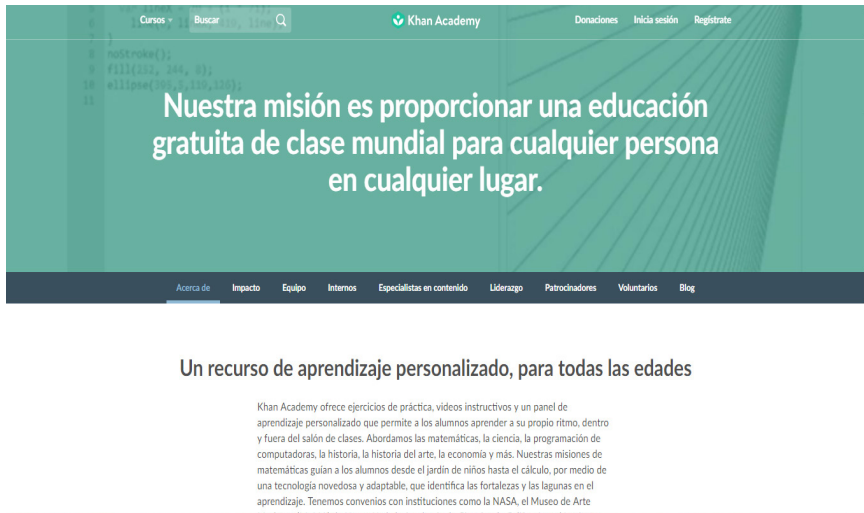 Cursos Buscar Khan Academy Donaciones Inicia sesión Regístrate
noStroke();
9 fill(152, 244, 0);
10
11
Nuestra misión es proporcionar una educación
gratuita de clase mundial para cualquier persona
en cualquier lugar.
Acerca de Impacto Equipo Internos Especialistas en contenido Liderazgo Patrocinadores Voluntarios Blog
Un recurso de aprendizaje personalizado, para todas las edades
Khan Academy ofrece ejercicios de práctica, videos instructivos y un panel de
aprendizaje personalizado que permite a los alumnos aprender a su propio ritmo, dentro
y fuera del salón de clases. Abordamos las matemáticas, la ciencia, la programación de
computadoras, la historia, la historia del arte, la economía y más. Nuestras misiones de
matemáticas guían a los alumnos desde el jardín de niños hasta el cálculo, por medio de
una tecnología novedosa y adaptable, que identifica las fortalezas y las lagunas en el
aprendizaje. Tenemos convenios con instituciones como la NASA, el Museo de Arte